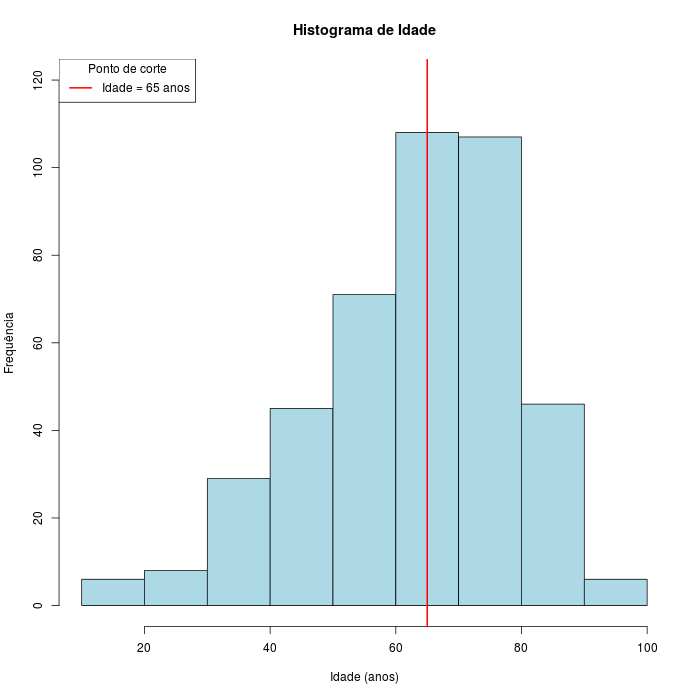 Histograma de Idade
Ponto de corte
Idade = 65 anos
Frequência
120
100
80
60
40
20
0
20 40 60 80 100
Idade (anos)